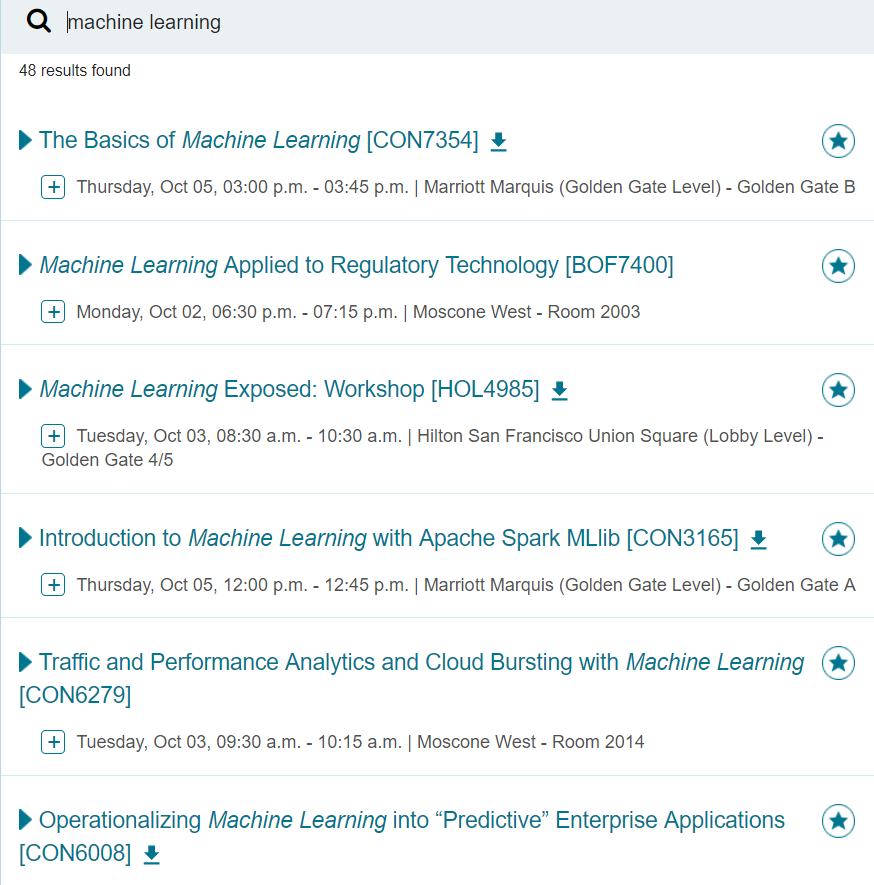 machine learning
48 results found
The Basics of Machine Learning [CON7354]
Thursday, Oct 05, 03:00 p.m. - 03:45 p.m. | Marriott Marquis (Golden Gate Level) - Golden Gate B
Machine Learning Applied to Regulatory Technology [BOF7400]
Monday, Oct 02, 06:30 p.m. - 07:15 p.m. | Moscone West - Room 2003
Machine Learning Exposed: Workshop [HOL4985]
Tuesday, Oct 03, 08:30 a.m. - 10:30 a.m. | Hilton San Francisco Union Square (Lobby Level) -
Golden Gate 4/5
Introduction to Machine Learning with Apache Spark MLlib [CON3165]
Thursday, Oct 05, 12:00 p.m. - 12:45 p.m. | Marriott Marquis (Golden Gate Level) - Golden Gate A
Traffic and Performance Analytics and Cloud Bursting with Machine Learning
[CON6279]
Tuesday, Oct 03, 09:30 a.m. - 10:15 a.m. | Moscone West - Room 2014
Operationalizing Machine Learning into “Predictive” Enterprise Applications
[CON6008]